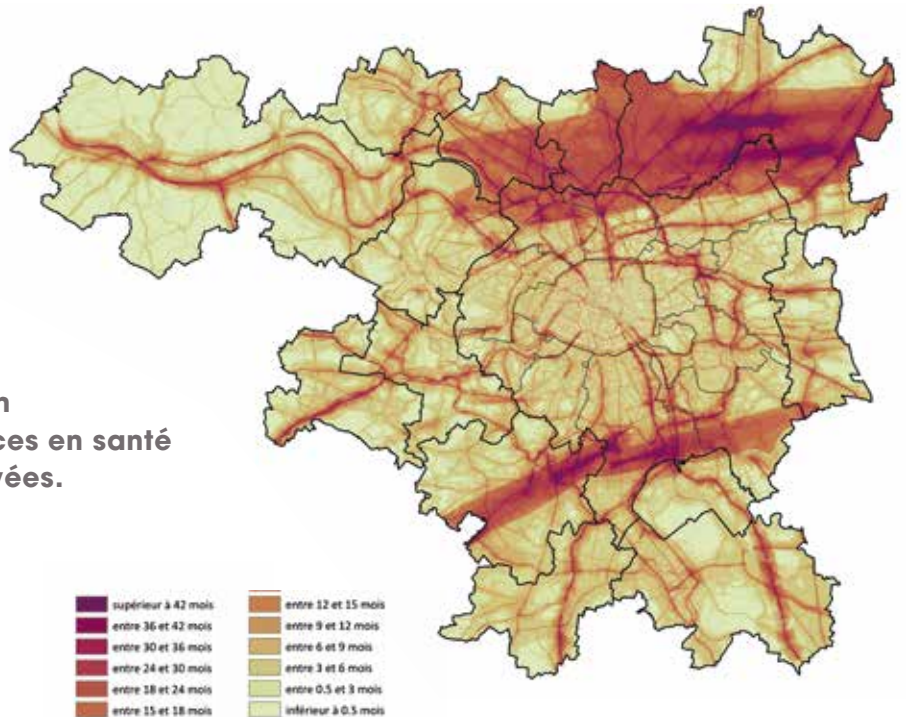 ces en santé
vées.
supérieur à 42 mois
entre 36 et 42 mois
entre 30 et 36 mois
entre 24 et 30 mois
entre 18 et 24 mois
entre 15 et 18 mois
entre 12 et 15 mois
entre 9 et 12 mois
entre 6 et 9 mois
entre 3 et 6 mois
entre 0.5 et 3 mois
inférieur à 0.5 mois